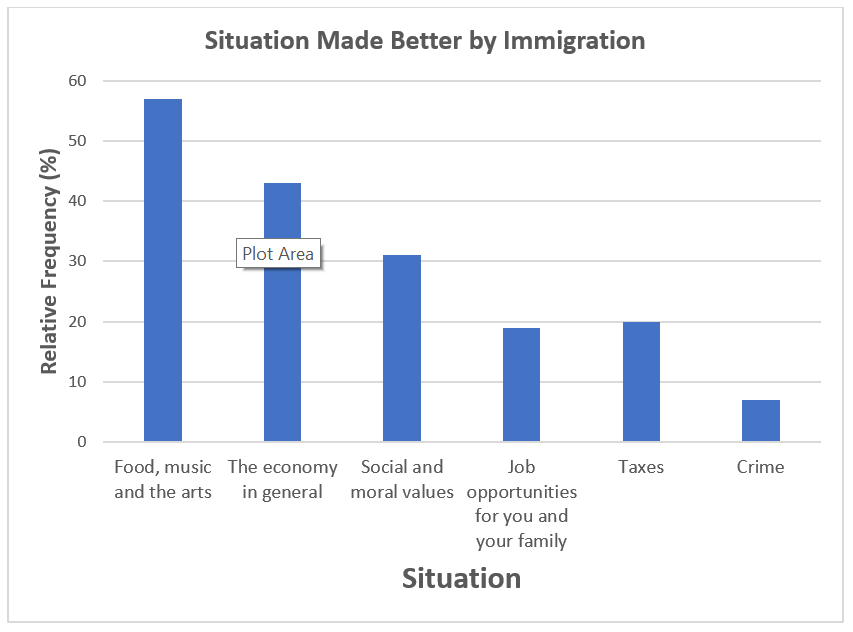 Situation Made Better by Immigration
Relative Frequency (%)
60
50
40
30
20
10
0
Plot Area
Food, music
and the arts
The economy
in general
Social and
moral values
Job
opportunities
for you and
your family
Taxes
Crime
Situation